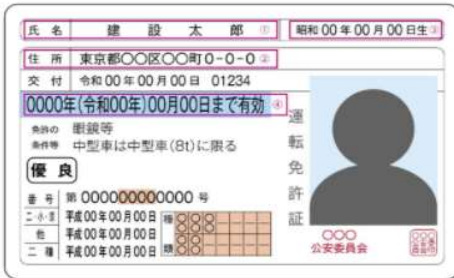 氏名 建設太郎 ① 昭和00年00月00日生 ③
住所 東京都〇〇区〇〇町0-0-0 ②
交付 令和00年00月00日 01234
0000年(令和00年)00月00日まで有効 ④
免許の 眼鏡等
条件等 中型車は中型車(8t)に限る
優良
番号 第 000000000000 号
二・小・原 平成00年00月00日
他 平成00年00月00日
二種 平成00年00月00日
種類
運転免許証
〇〇〇
公安委員会